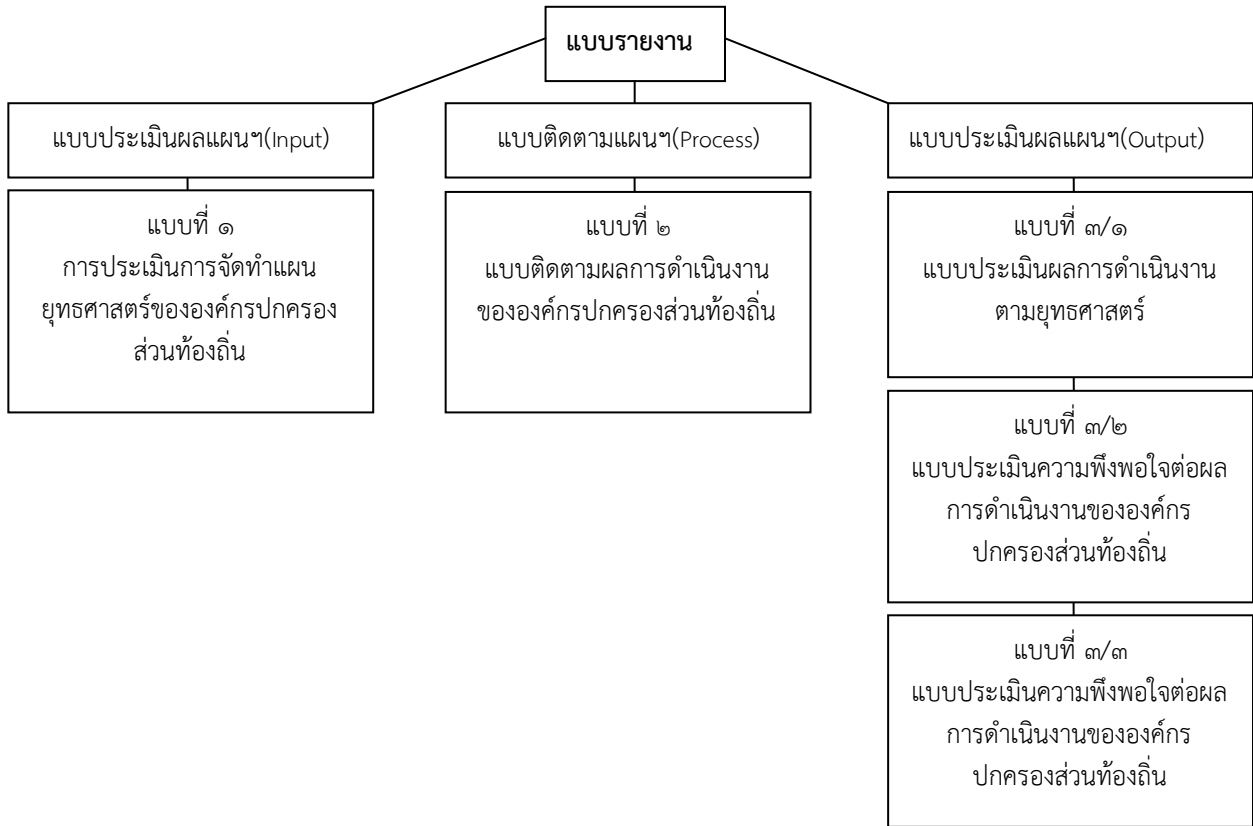 แบบรายงาน
แบบประเมินผลแผนฯ(Input)
แบบที่ ๑
การประเมินการจัดทำแผน
ยุทธศาสตร์ขององค์กรปกครอง
ส่วนท้องถิ่น
แบบติดตามแผนฯ(Process)
แบบที่ ๒
แบบติดตามผลการดำเนินงาน
ขององค์กรปกครองส่วนท้องถิ่น
แบบประเมินผลแผนฯ(Output)
แบบที่ ๓/๑
แบบประเมินผลการดำเนินงาน
ตามยุทธศาสตร์
แบบที่ ๓/๒
แบบประเมินความพึงพอใจต่อผล
การดำเนินงานขององค์กร
ปกครองส่วนท้องถิ่น
แบบที่ ๓/๓
แบบประเมินความพึงพอใจต่อผล
การดำเนินงานขององค์กร
ปกครองส่วนท้องถิ่น